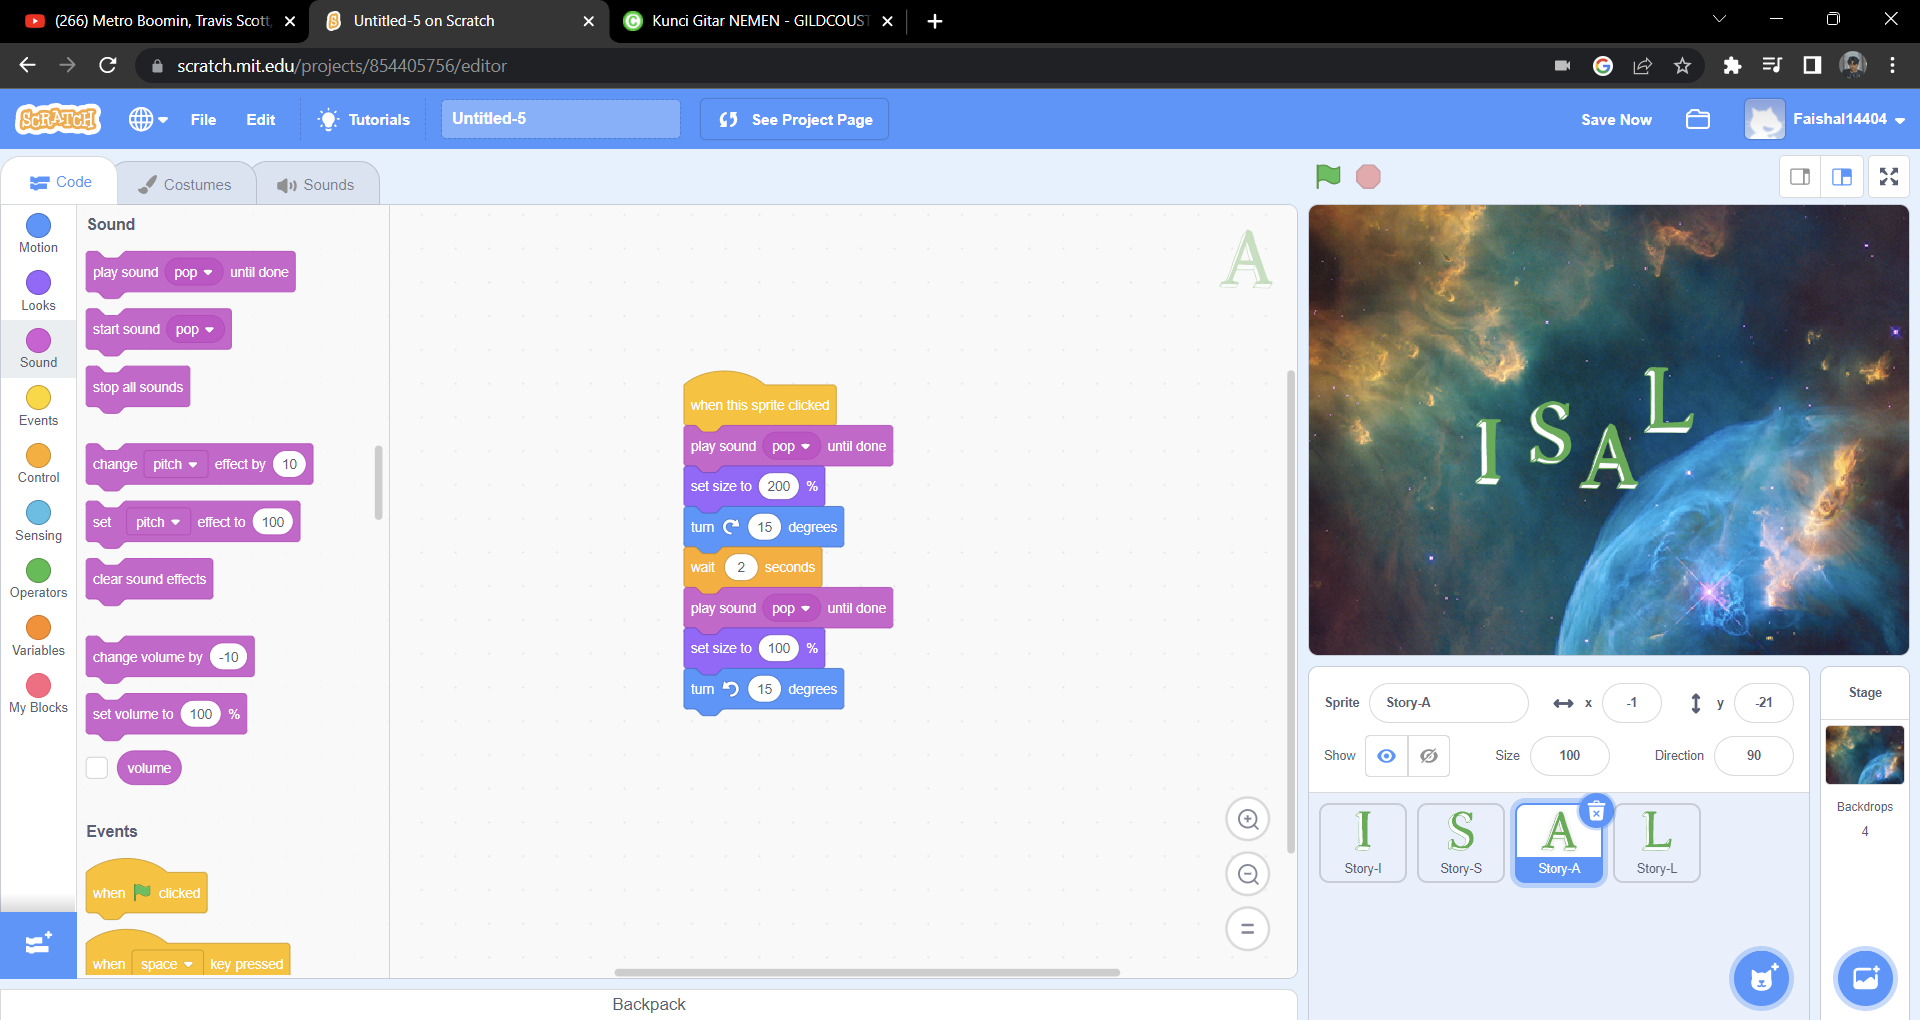 (266) Metro Boomin, Travis Scott,
Untitled-5 on Scratch
Kunci Gitar NEMEN - GILDCOUST
scratch.mit.edu/projects/854405756/editor
SCRATCH
File
Edit
Tutorials
Untitled-5
See Project Page
Save Now
Faishal14404
Code
Costumes
Sounds
Motion
Looks
Sound
Events
Control
Sensing
Operators
Variables
My Blocks
Sound
play sound pop until done
start sound pop
stop all sounds
change pitch effect by 10
set pitch effect to 100
clear sound effects
change volume by -10
set volume to 100 %
volume
Events
when clicked
when space key pressed
A
when this sprite clicked
play sound pop until done
set size to 200 %
turn 15 degrees
wait 2 seconds
play sound pop until done
set size to 100 %
turn 15 degrees
Backpack
I S A L
Sprite Story-A x -1 y -21
Show Size 100 Direction 90
I S A L
Story-I Story-S Story-A Story-L
Stage
Backdrops
4